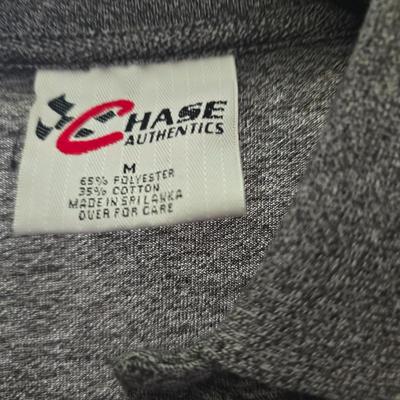 CHASE
AUTHENTICS
M
65% POLYESTER
35% COTTON
MADE IN SRI LANKA
OVER FOR CARE